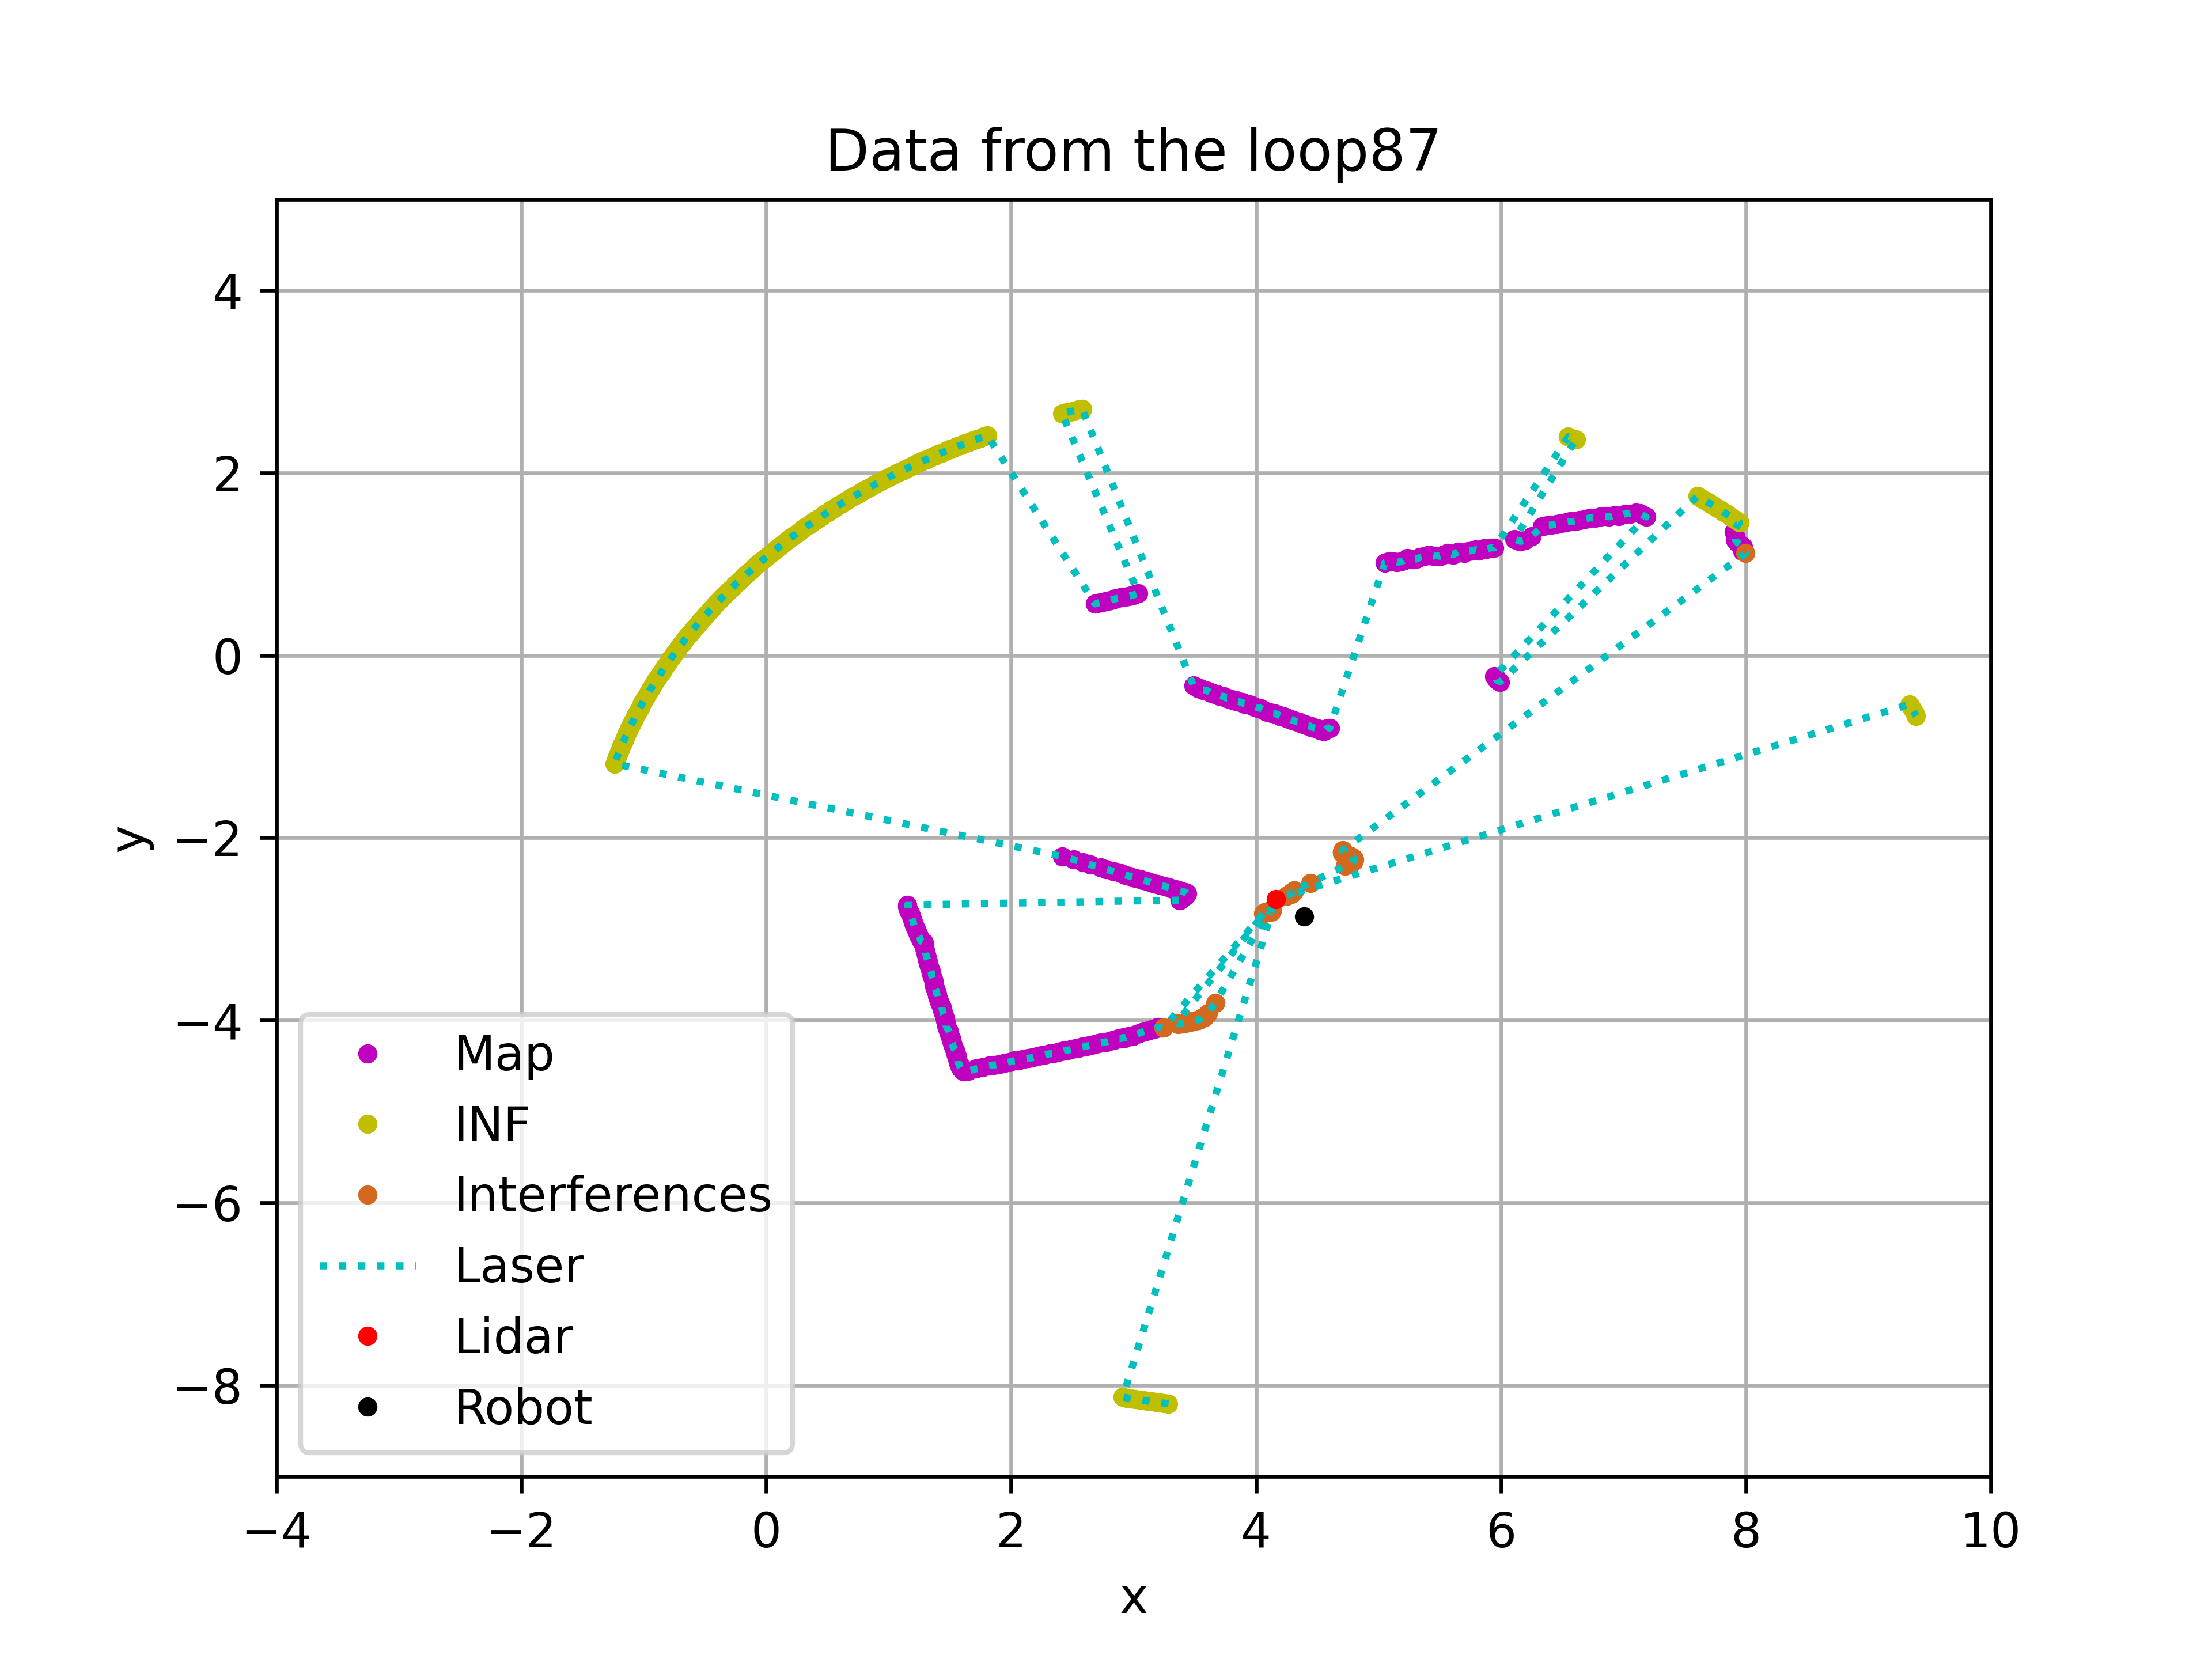 Data from the loop87
4
2
0
−2
−4
−6
−8
y
Map
INF
Interferences
Laser
Lidar
Robot
−4 −2 0 2 4 6 8 10
x